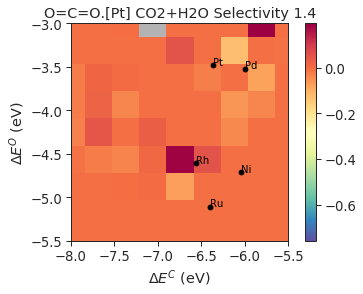 O=C=O.[Pt] CO2+H2O Selectivity 1.4
−3.0
−3.5
−4.0
−4.5
−5.0
−5.5
ΔE^O (eV)
Pt
Pd
Rh
Ni
Ru
−8.0 −7.5 −7.0 −6.5 −6.0 −5.5
ΔE^C (eV)
0.0
−0.2
−0.4
−0.6